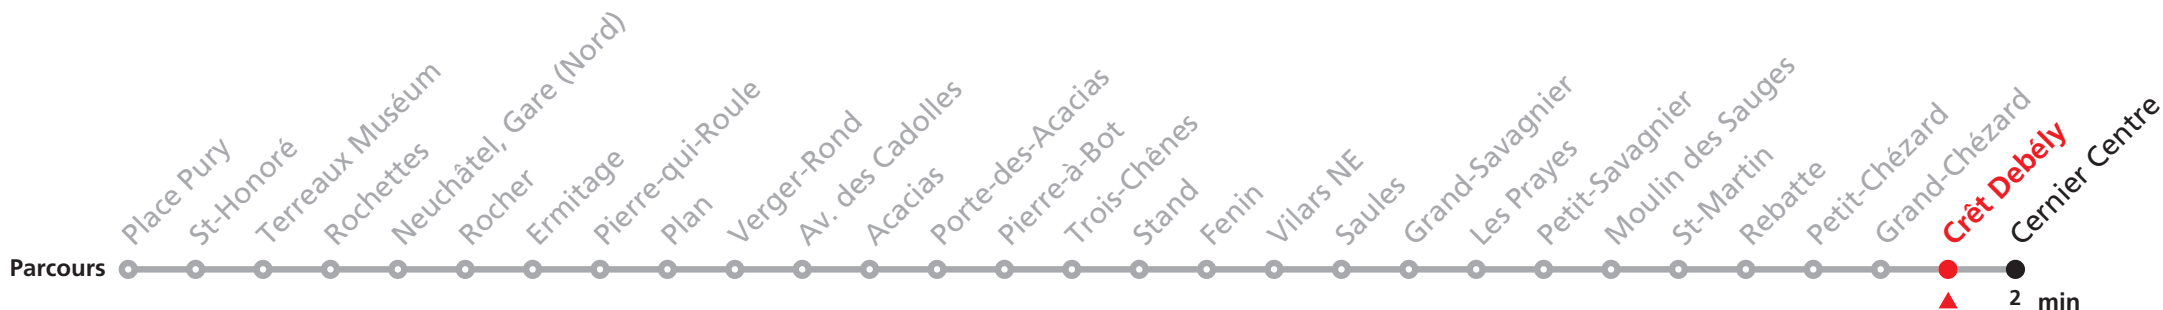 Place Pury
St-Honoré
Terreaux Muséum
Rochettes
Neuchâtel, Gare (Nord)
Rocher
Ermitage
Pierre-qui-Roule
Plan
Verger-Rond
Av. des Cadolles
Acacias
Porte-des-Acacias
Pierre-à-Bot
Trois-Chênes
Stand
Fenin
Vilars NE
Saules
Grand-Savagnier
Les Prayes
Petit-Savagnier
Moulin des Sauges
St-Martin
Rebatte
Petit-Chézard
Grand-Chézard
Crêt Debély
Cernier Centre
Parcours
2 min